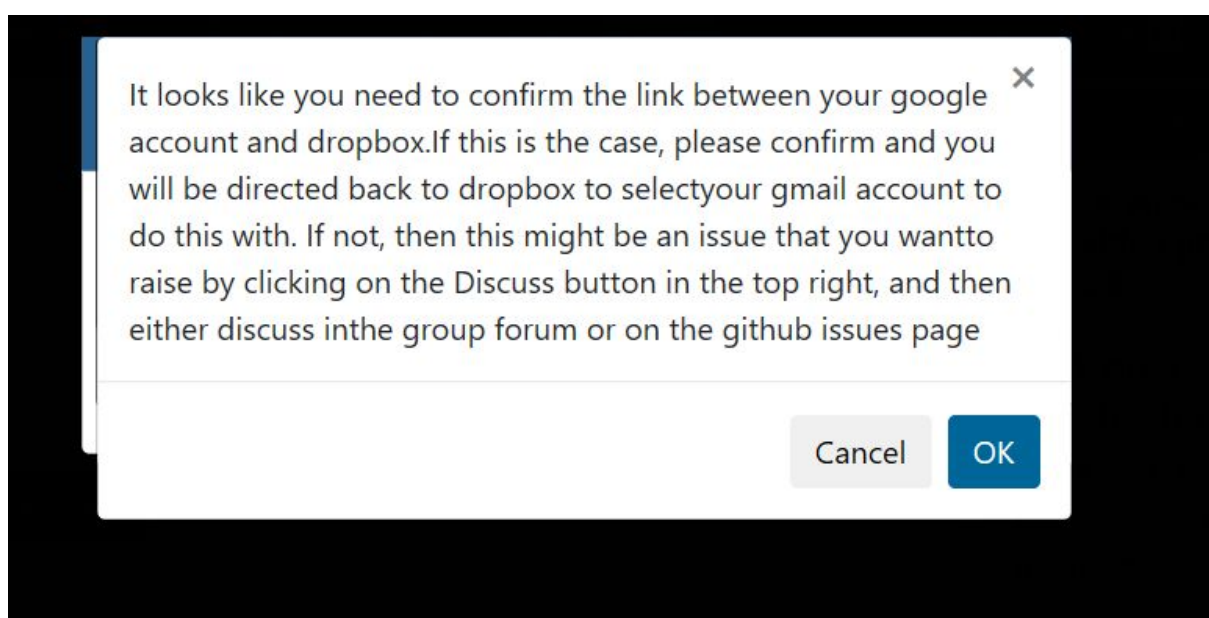 It looks like you need to confirm the link between your google
account and dropbox.If this is the case, please confirm and you
will be directed back to dropbox to selectyour gmail account to
do this with. If not, then this might be an issue that you wantto
raise by clicking on the Discuss button in the top right, and then
either discuss inthe group forum or on the github issues page
Cancel OK